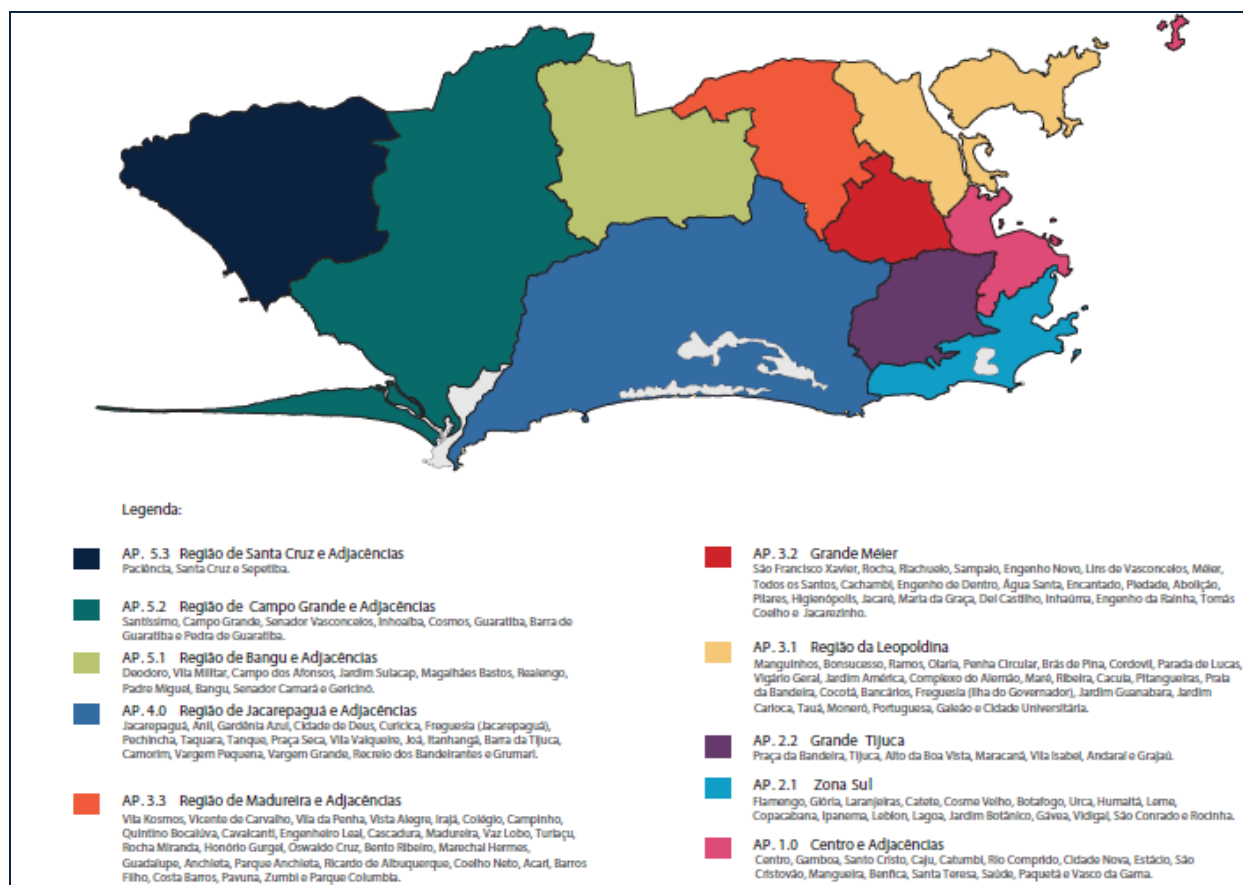 Legenda:
AP. 5.3 Região de Santa Cruz e Adjacências
Paciência, Santa Cruz e Sepetiba.
AP. 5.2 Região de Campo Grande e Adjacências
Santíssimo, Campo Grande, Senador Vasconcelos, Inhoaíba, Cosmos, Guaratiba, Barra de
Guaratiba e Pedra de Guaratiba.
AP. 5.1 Região de Bangu e Adjacências
Deodoro, Vila Militar, Campo dos Afonsos, Jardim Sulacap, Magalhães Bastos, Realengo,
Padre Miguel, Bangu, Senador Camará e Gericinó.
AP. 4.0 Região de Jacarepaguá e Adjacências
Jacarepaguá, Anil, Gardênia Azul, Cidade de Deus, Curicica, Freguesia (Jacarepaguá),
Pechincha, Taquara, Tanque, Praça Seca, Vila Valqueire, Joá, Itanhangá, Barra da Tijuca,
Camorim, Vargem Pequena, Vargem Grande, Recreio dos Bandeirantes e Grumari.
AP. 3.3 Região de Madureira e Adjacências
Vila Kosmos, Vicente de Carvalho, Vila da Penha, Vista Alegre, Irajá, Colégio, Campinho,
Quintino Bocaiúva, Cavalcanti, Engenheiro Leal, Cascadura, Madureira, Vaz Lobo, Turiaçu,
Rocha Miranda, Honório Gurgel, Oswaldo Cruz, Bento Ribeiro, Marechal Hermes,
Guadalupe, Anchieta, Parque Anchieta, Ricardo de Albuquerque, Coelho Neto, Acari, Barros
Filho, Costa Barros, Pavuna, Zumbi e Parque Columbia.
AP. 3.2 Grande Méier
São Francisco Xavier, Rocha, Riachuelo, Sampaio, Engenho Novo, Lins de Vasconcelos, Méier,
Todos os Santos, Cachambi, Engenho de Dentro, Água Santa, Encantado, Piedade, Abolição,
Pilares, Higienópolis, Jacaré, Maria da Graça, Del Castilho, Inhaúma, Engenho da Rainha, Tomás
Coelho e Jacarezinho.
AP. 3.1 Região da Leopoldina
Manguinhos, Bonsucesso, Ramos, Olaria, Penha Circular, Brás de Pina, Cordovil, Parada de Lucas,
Vigário Geral, Jardim América, Complexo do Alemão, Maré, Ribeira, Cacuia, Pitangueiras, Praia
da Bandeira, Cocotá, Bancários, Freguesia (Ilha do Governador), Jardim Guanabara, Jardim
Carioca, Tauá, Moneró, Portuguesa, Galeão e Cidade Universitária.
AP. 2.2 Grande Tijuca
Praça da Bandeira, Tijuca, Alto da Boa Vista, Maracanã, Vila Isabel, Andaraí e Grajaú.
AP. 2.1 Zona Sul
Flamengo, Glória, Laranjeiras, Catete, Cosme Velho, Botafogo, Urca, Humaitá, Leme,
Copacabana, Ipanema, Leblon, Lagoa, Jardim Botânico, Gávea, Vidigal, São Conrado e Rocinha.
AP. 1.0 Centro e Adjacências
Centro, Gamboa, Santo Cristo, Caju, Catumbi, Rio Comprido, Cidade Nova, Estácio, São
Cristovão, Mangueira, Benfica, Santa Teresa, Saúde, Paquetá e Vasco da Gama.